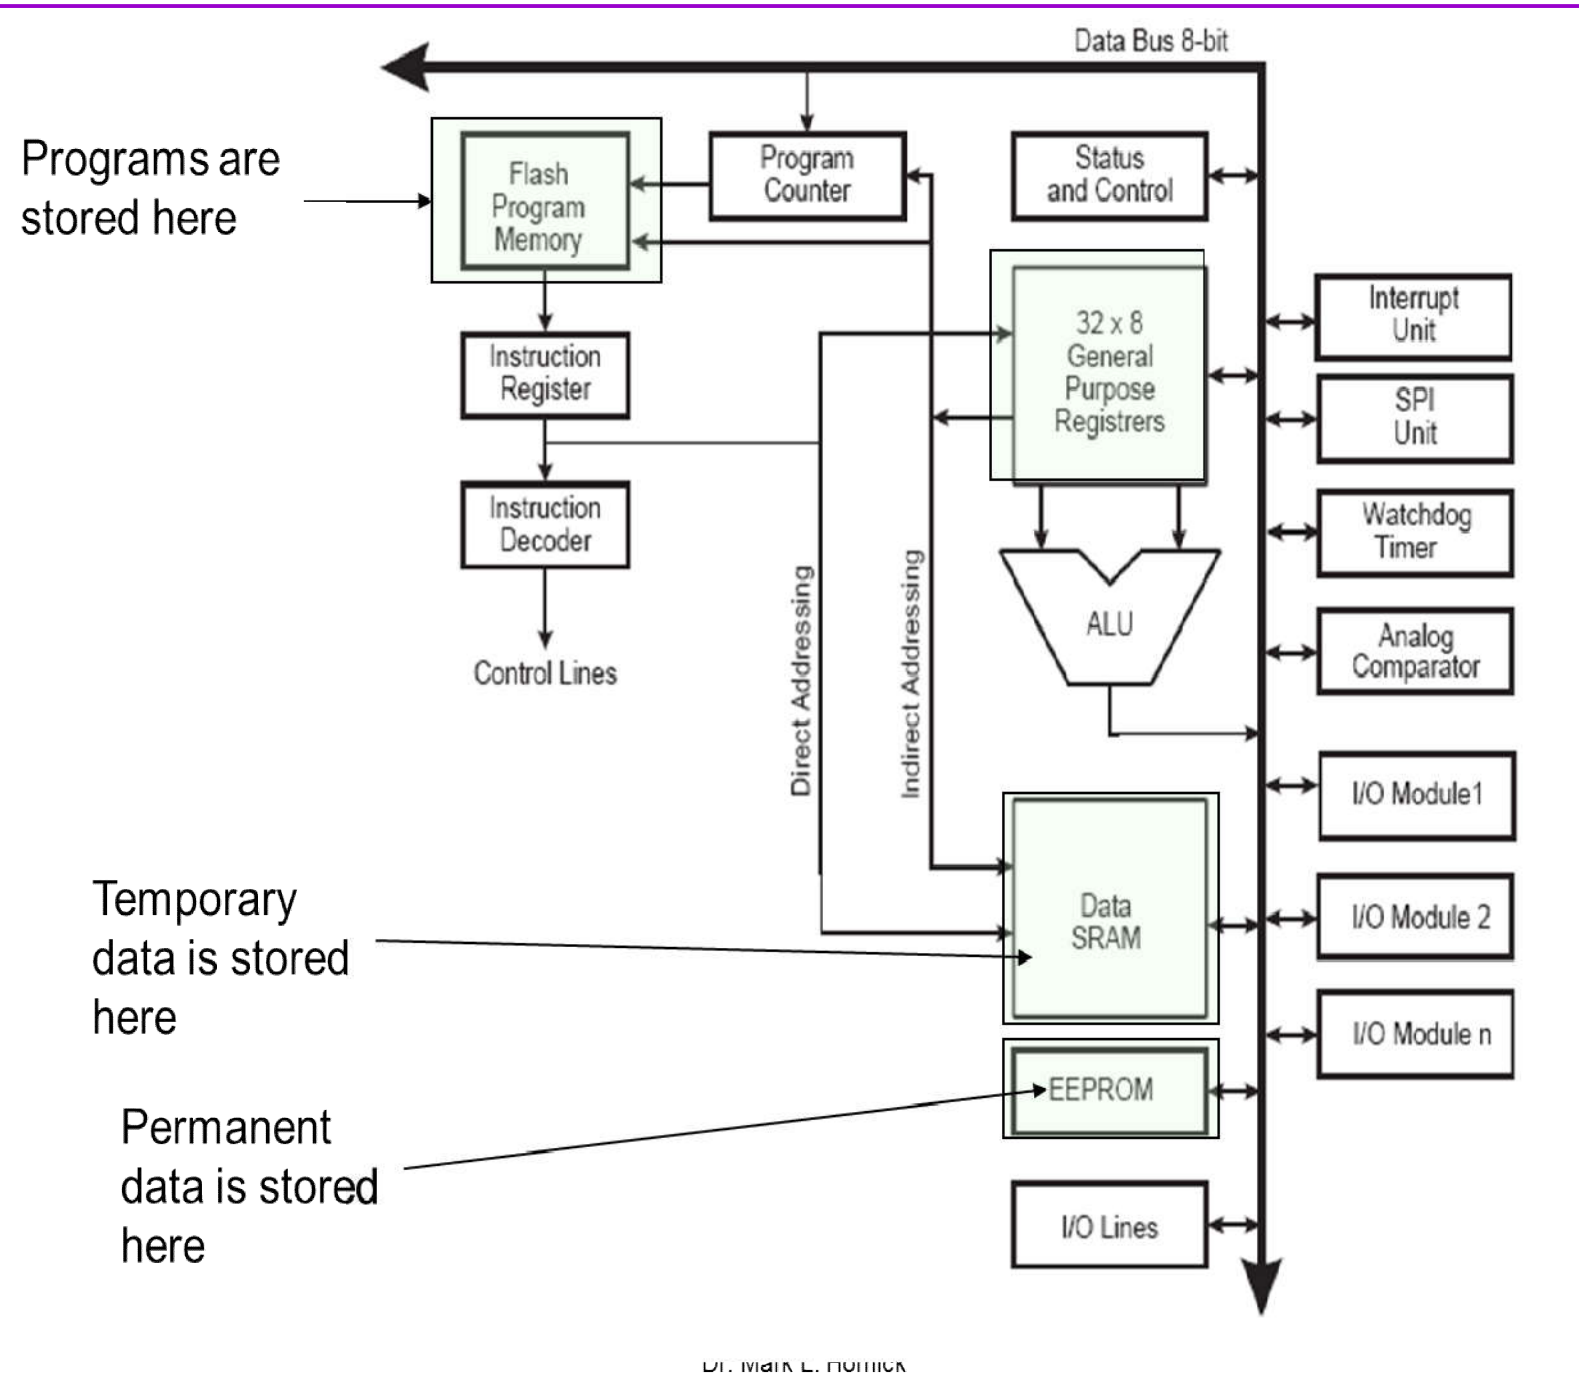 Data Bus 8-bit
Programs are
stored here
Flash
Program
Memory
Program
Counter
Status
and Control
Instruction
Register
32 x 8
General
Purpose
Registrers
Interrupt
Unit
SPI
Unit
Instruction
Decoder
Watchdog
Timer
Control Lines
Direct Addressing
Indirect Addressing
ALU
Analog
Comparator
I/O Module1
Temporary
data is stored
here
Data
SRAM
I/O Module 2
I/O Module n
Permanent
data is stored
here
EEPROM
I/O Lines
Dr. Mark L. Hornick